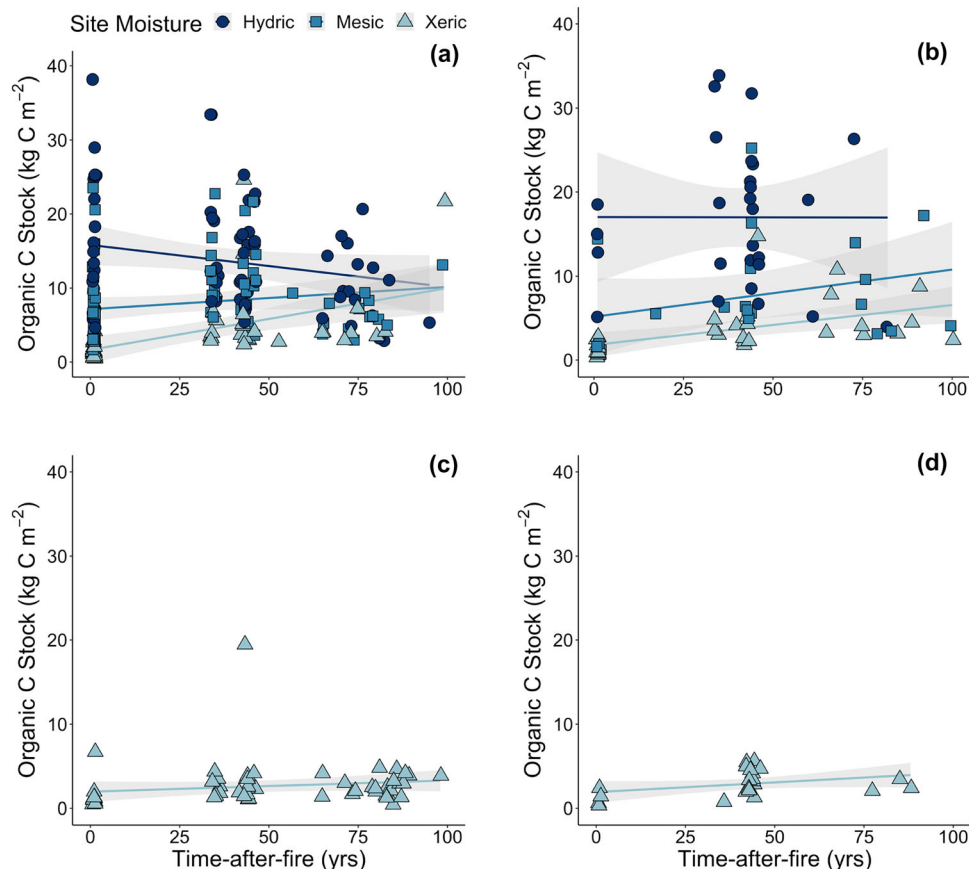 Site Moisture Hydric Mesic Xeric
(a)
(b)
Organic C Stock (kg C m⁻²)
40
30
20
10
0
0 25 50 75 100
Organic C Stock (kg C m⁻²)
40
30
20
10
0
0 25 50 75 100
(c)
(d)
Organic C Stock (kg C m⁻²)
40
30
20
10
0
0 25 50 75 100
Time-after-fire (yrs)
Organic C Stock (kg C m⁻²)
40
30
20
10
0
0 25 50 75 100
Time-after-fire (yrs)